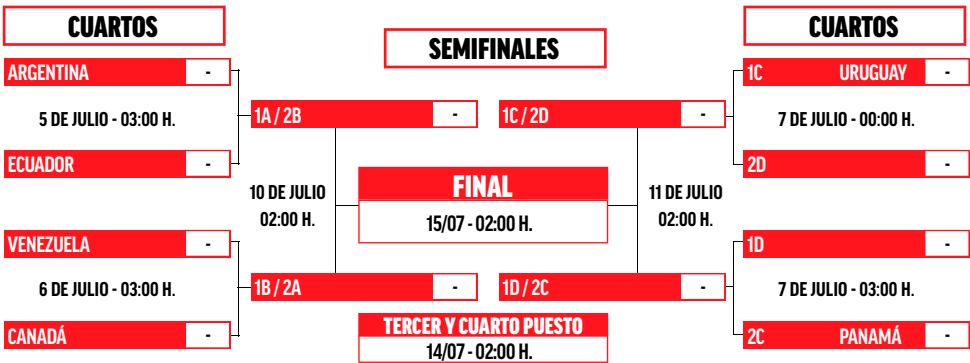 CUARTOS
ARGENTINA -
5 DE JULIO - 03:00 H.
ECUADOR -
VENEZUELA -
6 DE JULIO - 03:00 H.
CANADÁ -
SEMIFINALES
1A / 2B -
10 DE JULIO
02:00 H.
1B / 2A -
1C / 2D -
11 DE JULIO
02:00 H.
1D / 2C -
FINAL
15/07 - 02:00 H.
TERCER Y CUARTO PUESTO
14/07 - 02:00 H.
CUARTOS
1C URUGUAY -
7 DE JULIO - 00:00 H.
2D -
1D -
7 DE JULIO - 03:00 H.
2C PANAMÁ -